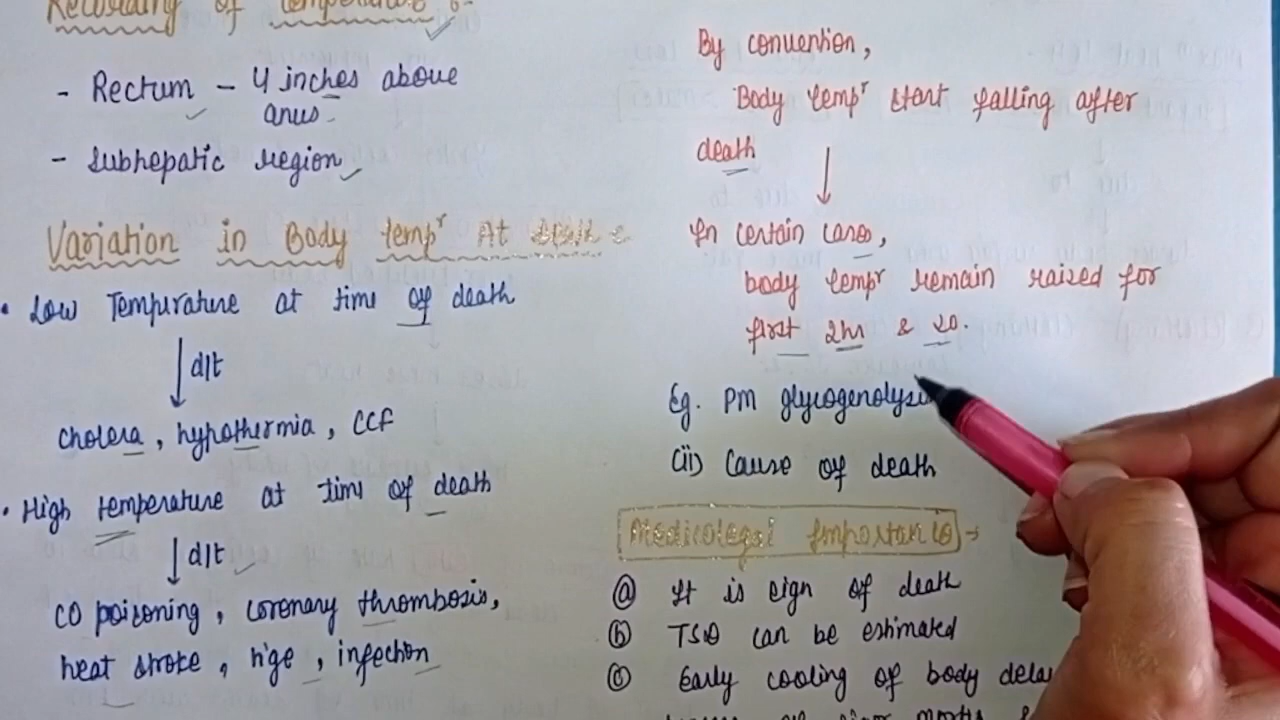 Recording of temperature :-
- Rectum - 4 inches above
anus
- Subhepatic region
Variation in Body tempr At
• Low Temperature at time of death
d/t
cholera, hypothermia, CCF
• High temperature at time of death
d/t
CO poisoning, coronary thrombosis,
heat stroke, h'ge, infection
By convention,
Body tempr start falling after
death
In certain cases,
body tempr remain raised for
first 2hr &
Eg. PM glycogenolysis
(ii) Cause of death
Medicolegal Importance :-
(a) It is sign of death
(b) TSD can be estimated
(c) Early cooling of body delay